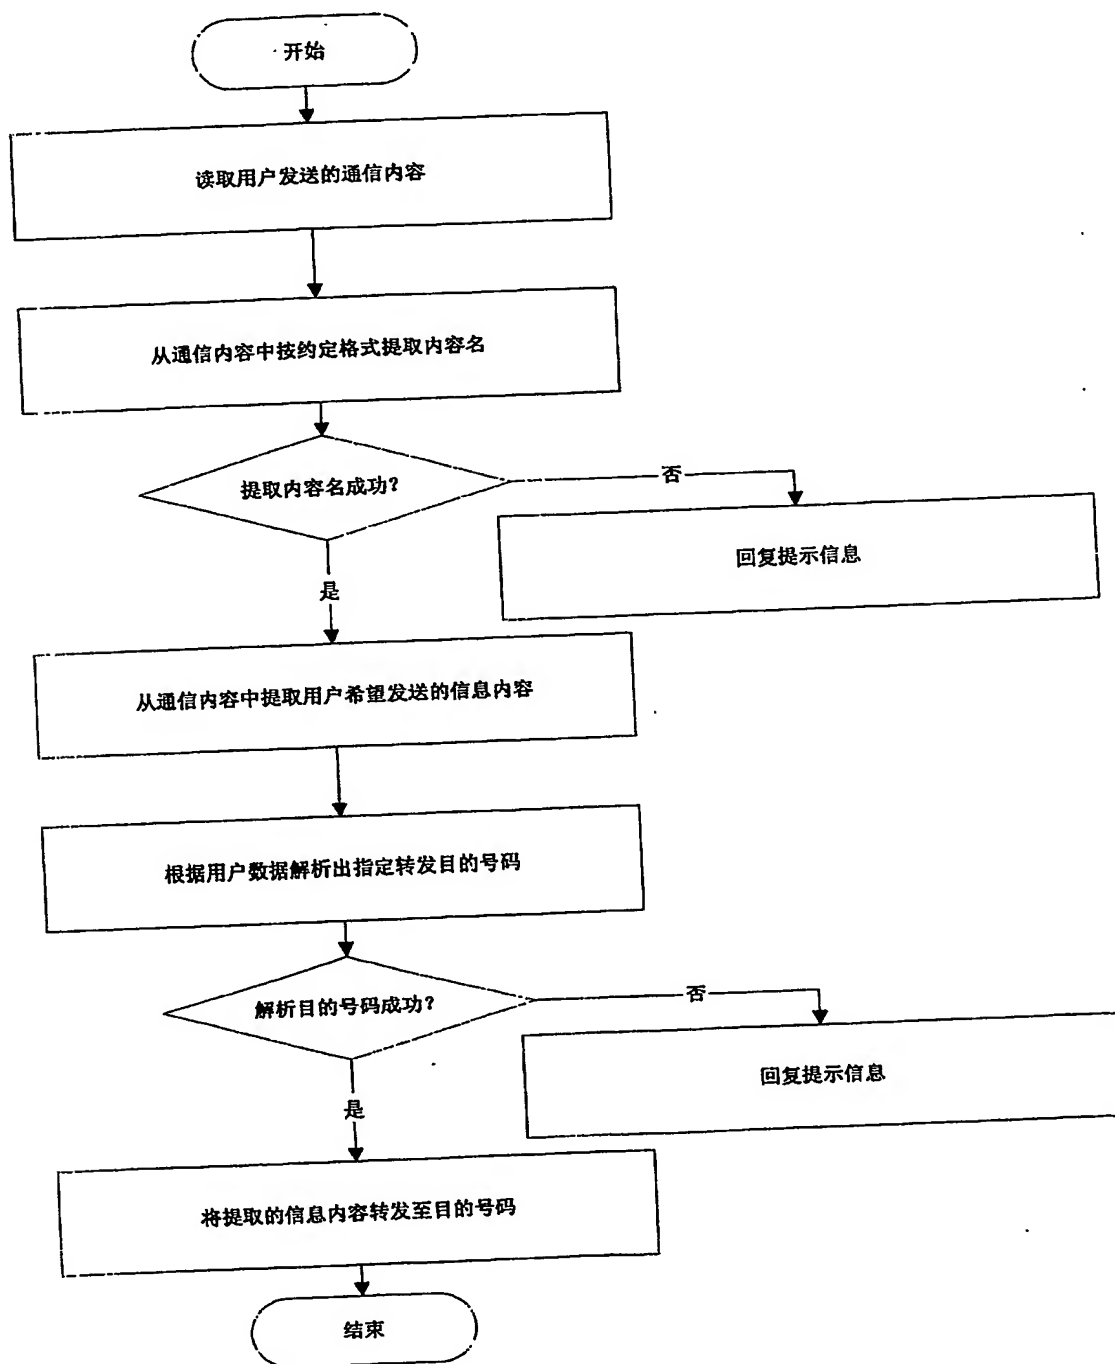 开始
读取用户发送的通信内容
从通信内容中按约定格式提取内容名
提取内容名成功?
否
回复提示信息
是
从通信内容中提取用户希望发送的信息内容
根据用户数据解析出指定转发目的号码
解析目的号码成功?
否
回复提示信息
是
将提取的信息内容转发至目的号码
结束